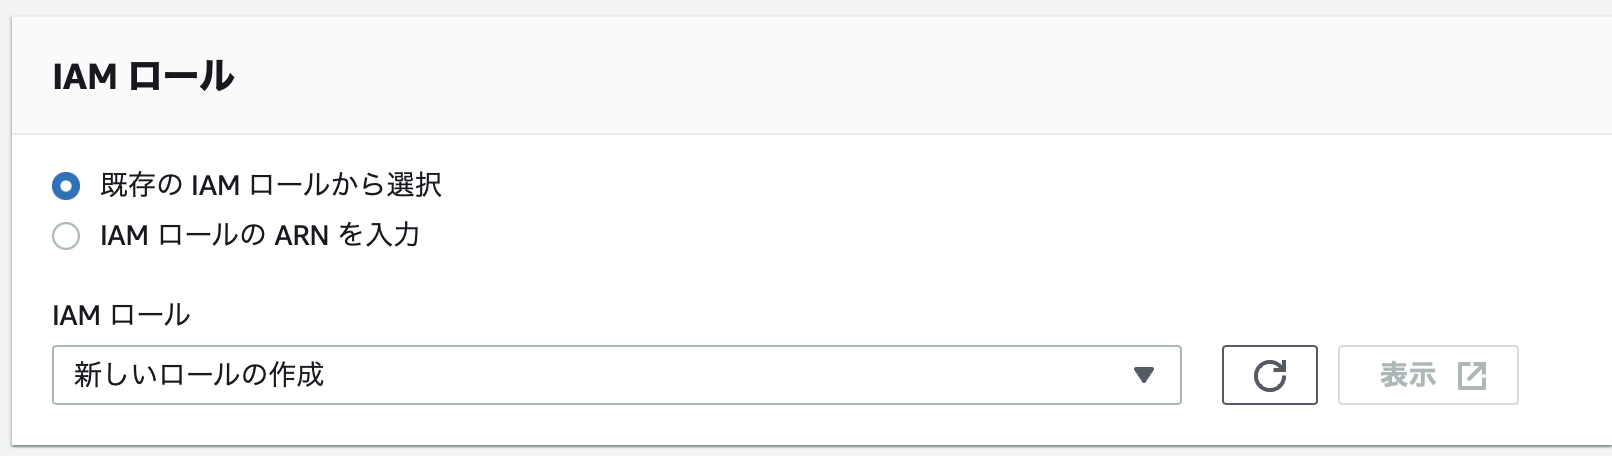 IAM ロール
既存の IAM ロールから選択
IAM ロールの ARN を入力
IAM ロール
新しいロールの作成
表示